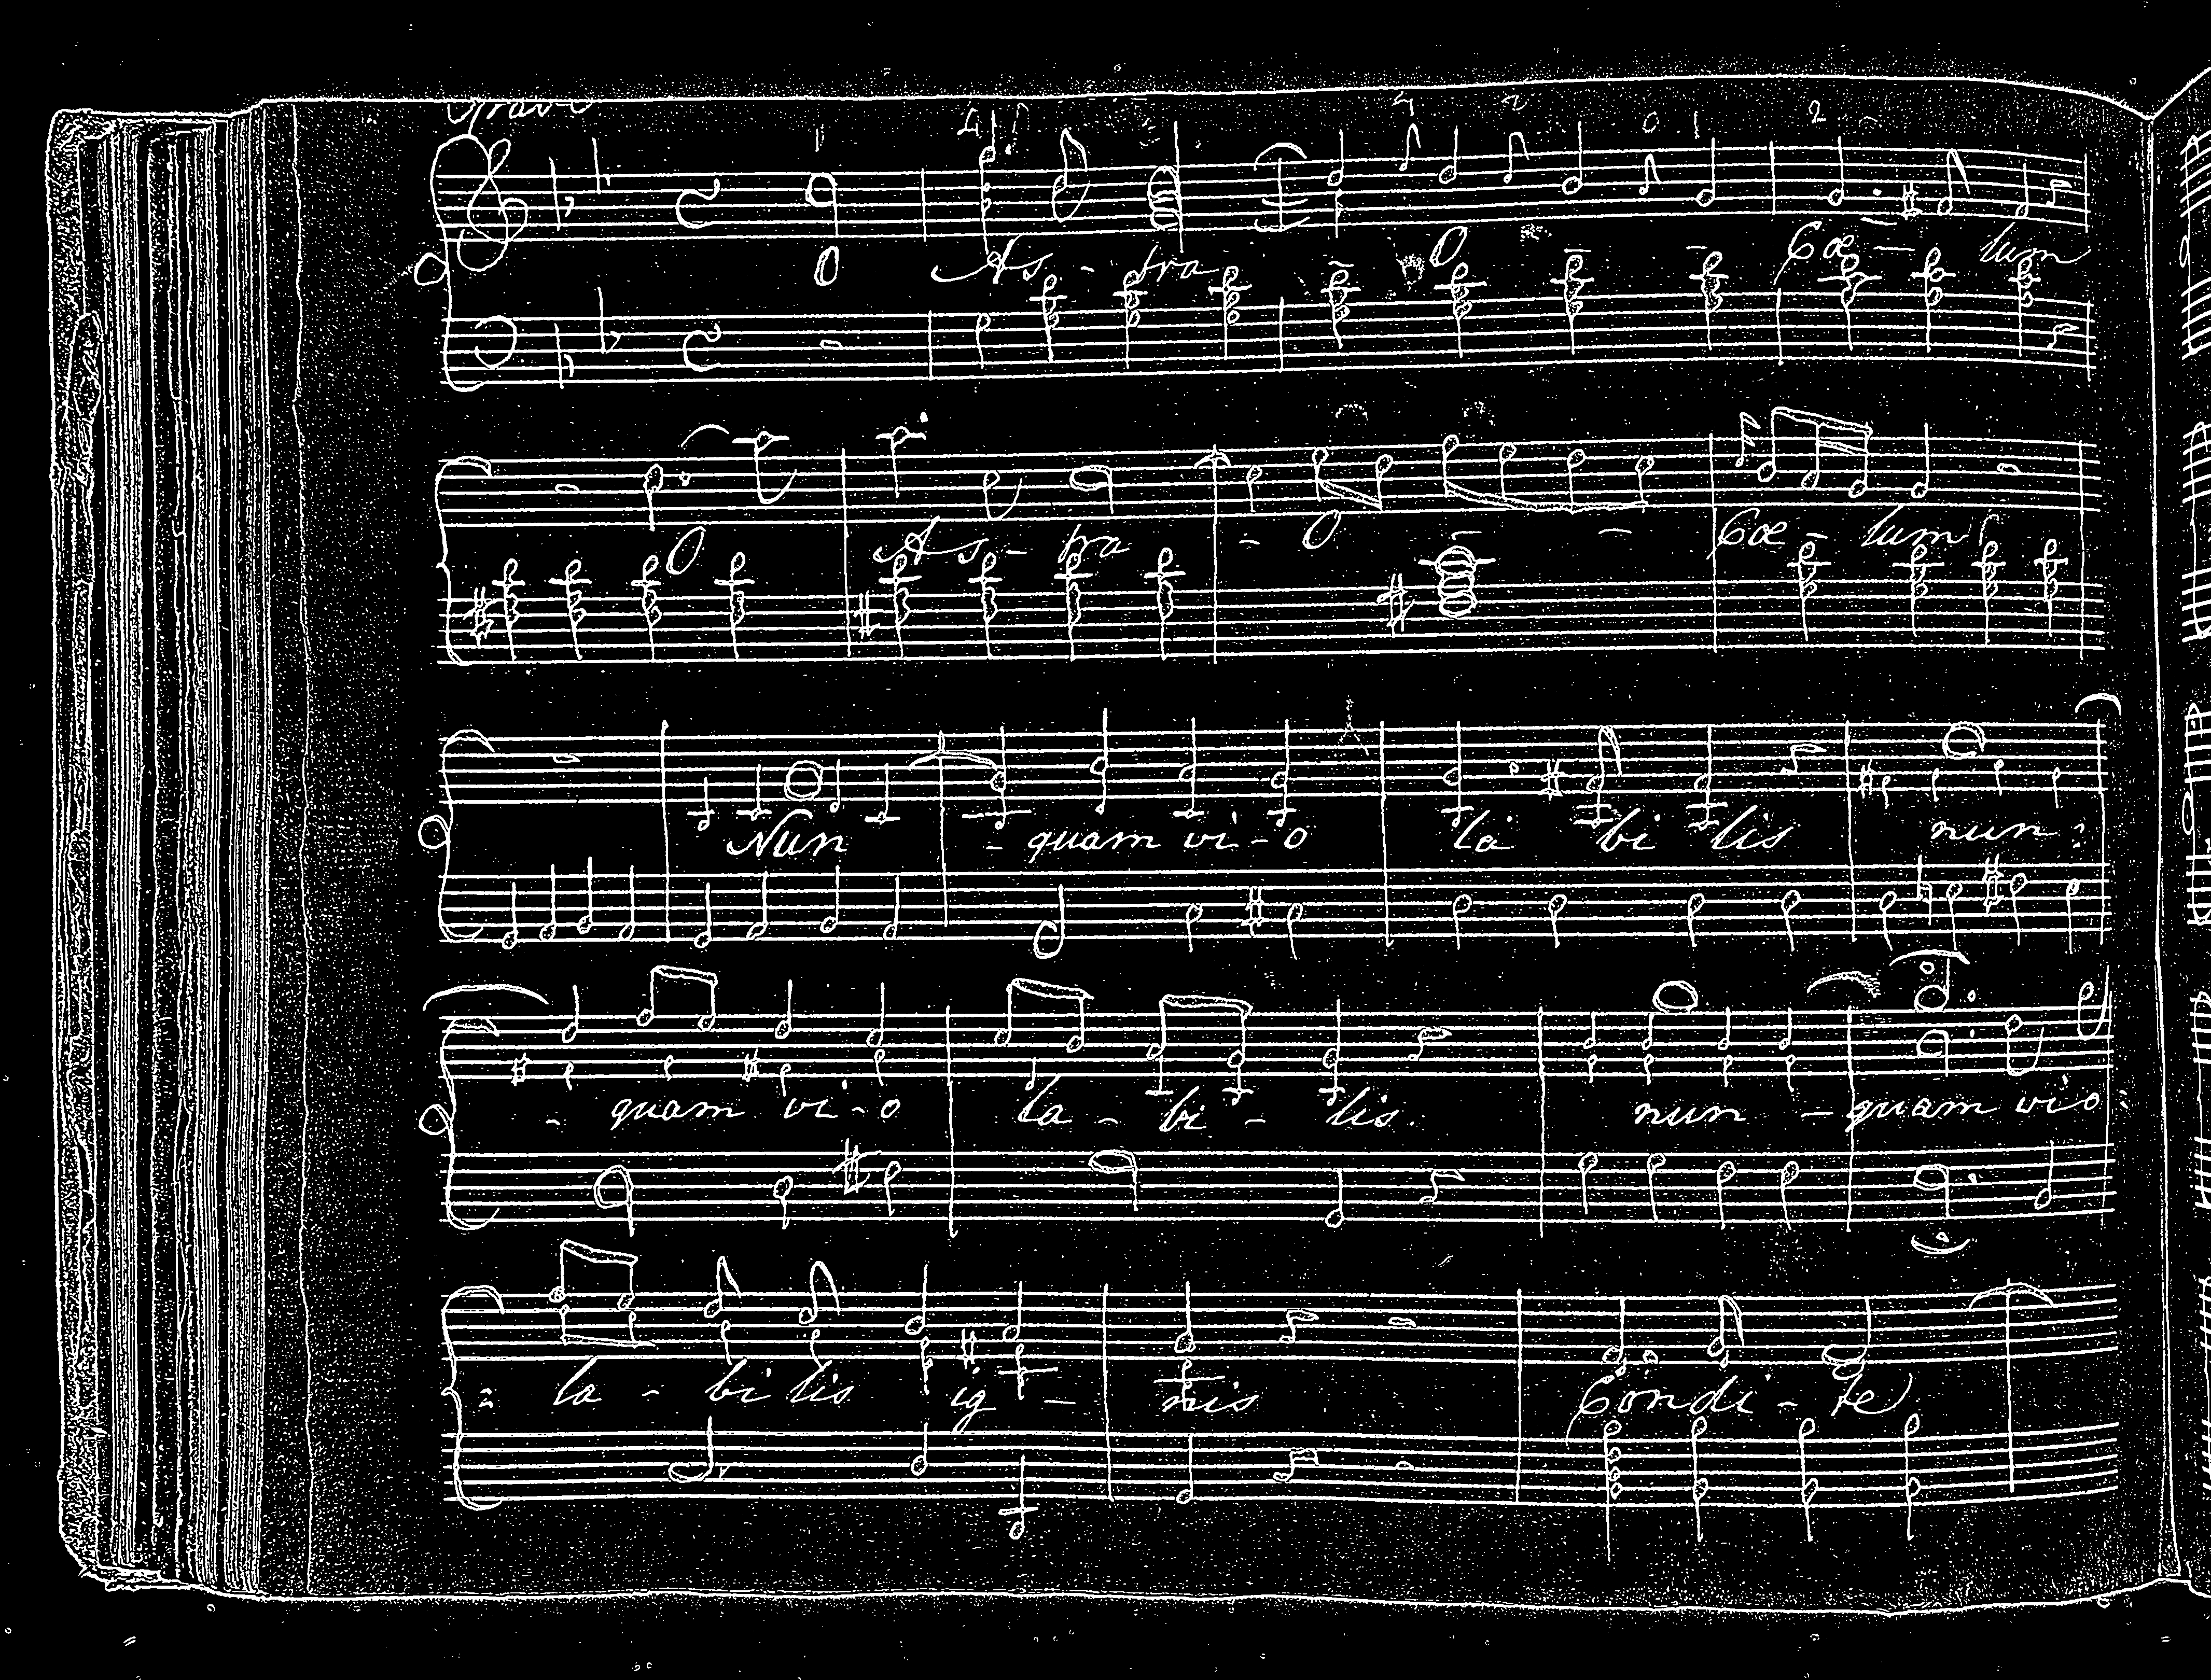 Grave
O As - tra O Cœ - lum
O As - tra - O - - Cœ - lum
Nun - quam vi - o la bi lis nun :
- quam vi - o la - bi - lis. nun - quam vio :
: la - bi lis ig - nis Condi - te